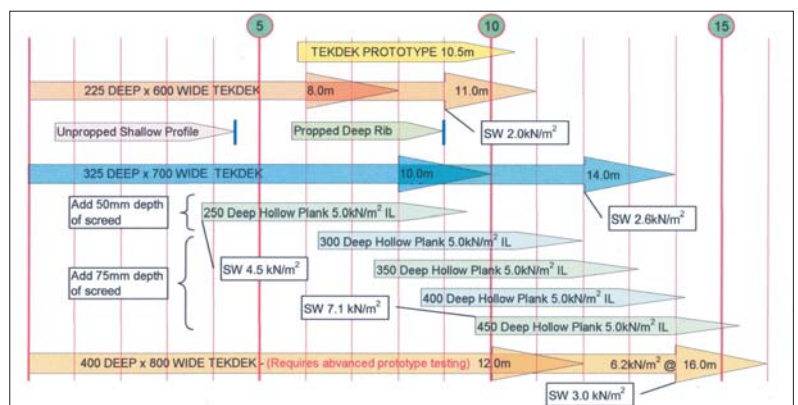 5
10
15
TEKDEK PROTOTYPE 10.5m
225 DEEP x 600 WIDE TEKDEK
8.0m
11.0m
Unpropped Shallow Profile
Propped Deep Rib
SW 2.0kN/m²
325 DEEP x 700 WIDE TEKDEK
10.0m
14.0m
Add 50mm depth
of screed
250 Deep Hollow Plank 5.0kN/m² IL
SW 2.6kN/m²
300 Deep Hollow Plank 5.0kN/m² IL
SW 4.5 kN/m²
350 Deep Hollow Plank 5.0kN/m² IL
Add 75mm depth
of screed
400 Deep Hollow Plank 5.0kN/m² IL
SW 7.1 kN/m²
450 Deep Hollow Plank 5.0kN/m² IL
400 DEEP x 800 WIDE TEKDEK - (Requires abvanced prototype testing)
12.0m
6.2kN/m² @
16.0m
SW 3.0 kN/m²